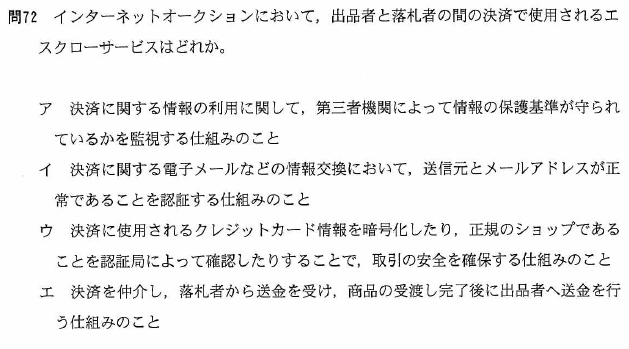 問72 インターネットオークションにおいて，出品者と落札者の間の決済で使用されるエ
スクローサービスはどれか。
ア 決済に関する情報の利用に関して，第三者機関によって情報の保護基準が守られ
ているかを監視する仕組みのこと
イ 決済に関する電子メールなどの情報交換において，送信元とメールアドレスが正
常であることを認証する仕組みのこと
ウ 決済に使用されるクレジットカード情報を暗号化したり，正規のショップである
ことを認証局によって確認したりすることで，取引の安全を確保する仕組みのこと
エ 決済を仲介し，落札者から送金を受け，商品の受渡し完了後に出品者へ送金を行
う仕組みのこと